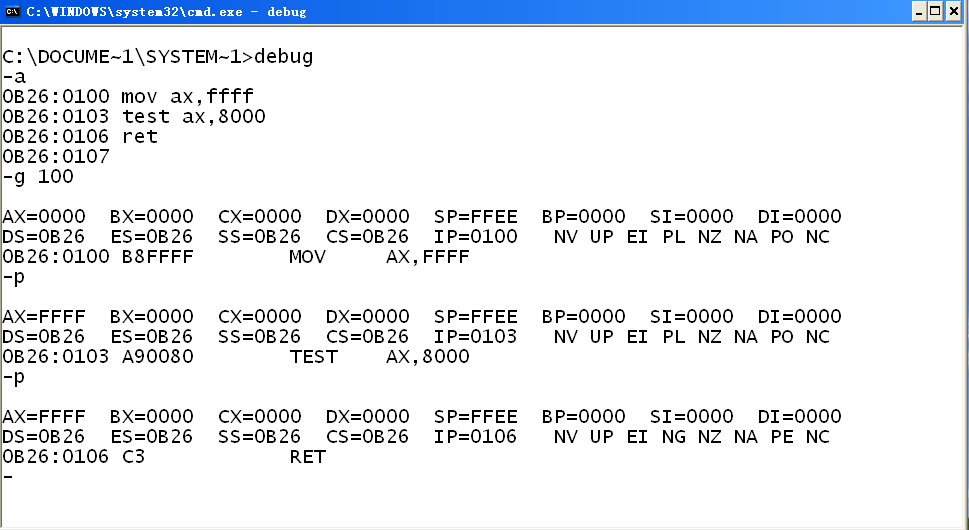 C:\WINDOWS\system32\cmd.exe - debug
C:\DOCUME~1\SYSTEM~1>debug
-a
0B26:0100 mov ax,ffff
0B26:0103 test ax,8000
0B26:0106 ret
0B26:0107
-g 100
AX=0000  BX=0000  CX=0000  DX=0000  SP=FFEE  BP=0000  SI=0000  DI=0000
DS=0B26  ES=0B26  SS=0B26  CS=0B26  IP=0100   NV UP EI PL NZ NA PO NC
0B26:0100 B8FFFF        MOV     AX,FFFF
-p
AX=FFFF  BX=0000  CX=0000  DX=0000  SP=FFEE  BP=0000  SI=0000  DI=0000
DS=0B26  ES=0B26  SS=0B26  CS=0B26  IP=0103   NV UP EI PL NZ NA PO NC
0B26:0103 A90080        TEST    AX,8000
-p
AX=FFFF  BX=0000  CX=0000  DX=0000  SP=FFEE  BP=0000  SI=0000  DI=0000
DS=0B26  ES=0B26  SS=0B26  CS=0B26  IP=0106   NV UP EI NG NZ NA PE NC
0B26:0106 C3            RET
-